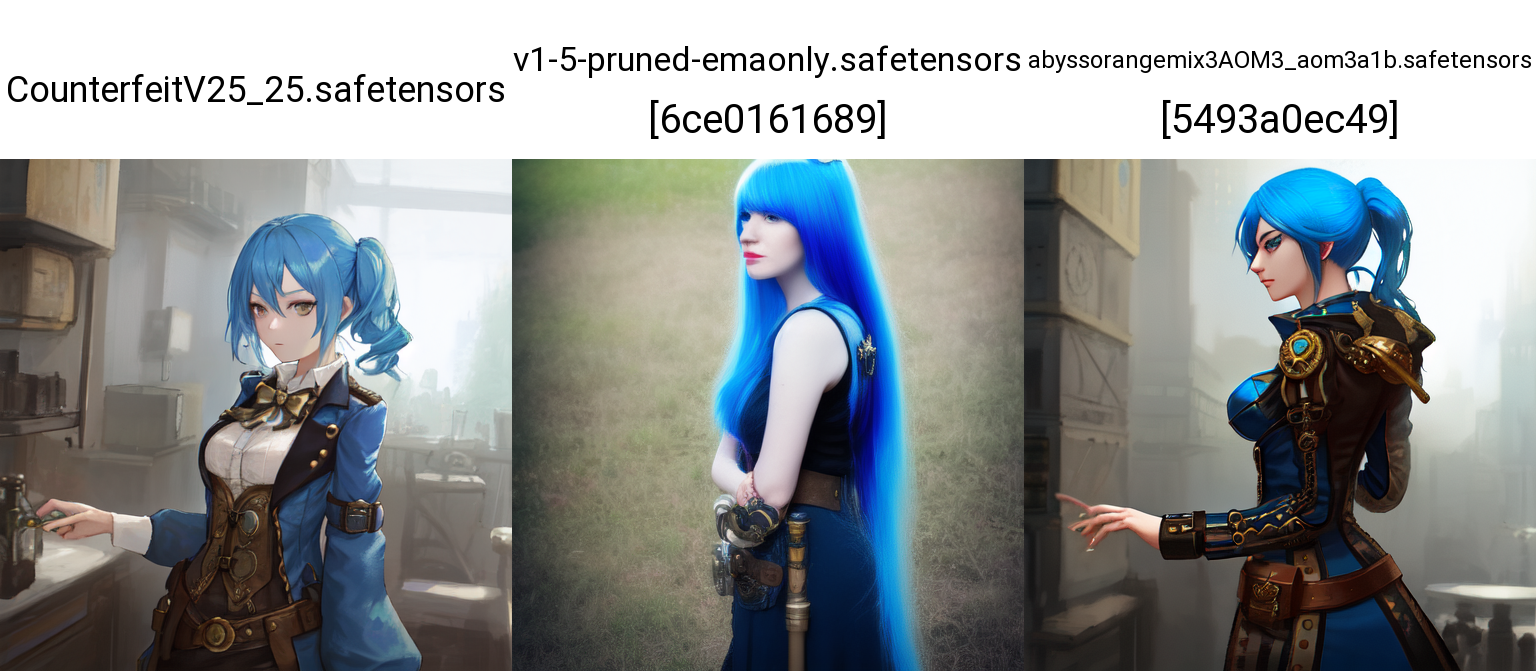 CounterfeitV25_25.safetensors
v1-5-pruned-emaonly.safetensors
[6ce0161689]
abyssorangemix3AOM3_aom3a1b.safetensors
[5493a0ec49]